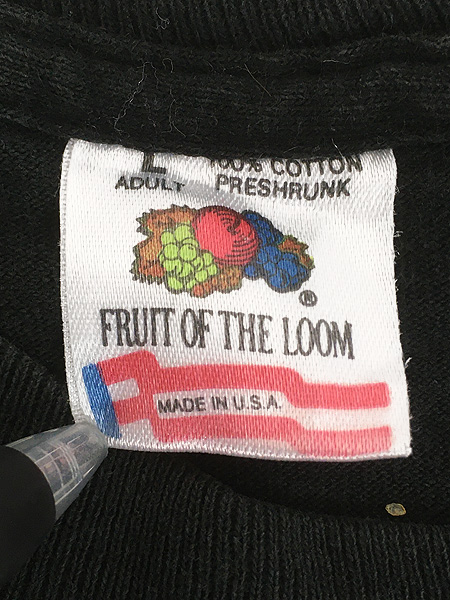 L 100% COTTON
ADULT PRESHRUNK
®
FRUIT OF THE LOOM
MADE IN U.S.A.